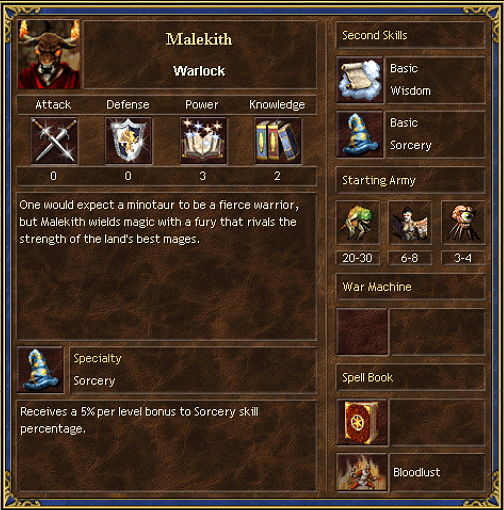 Malekith
Warlock
Attack Defense Power Knowledge
0 0 3 2
One would expect a minotaur to be a fierce warrior,
but Malekith wields magic with a fury that rivals the
strength of the land's best mages.
Specialty
Sorcery
Receives a 5% per level bonus to Sorcery skill
percentage.
Second Skills
Basic
Wisdom
Basic
Sorcery
Starting Army
20-30 6-8 3-4
War Machine
Spell Book
Bloodlust